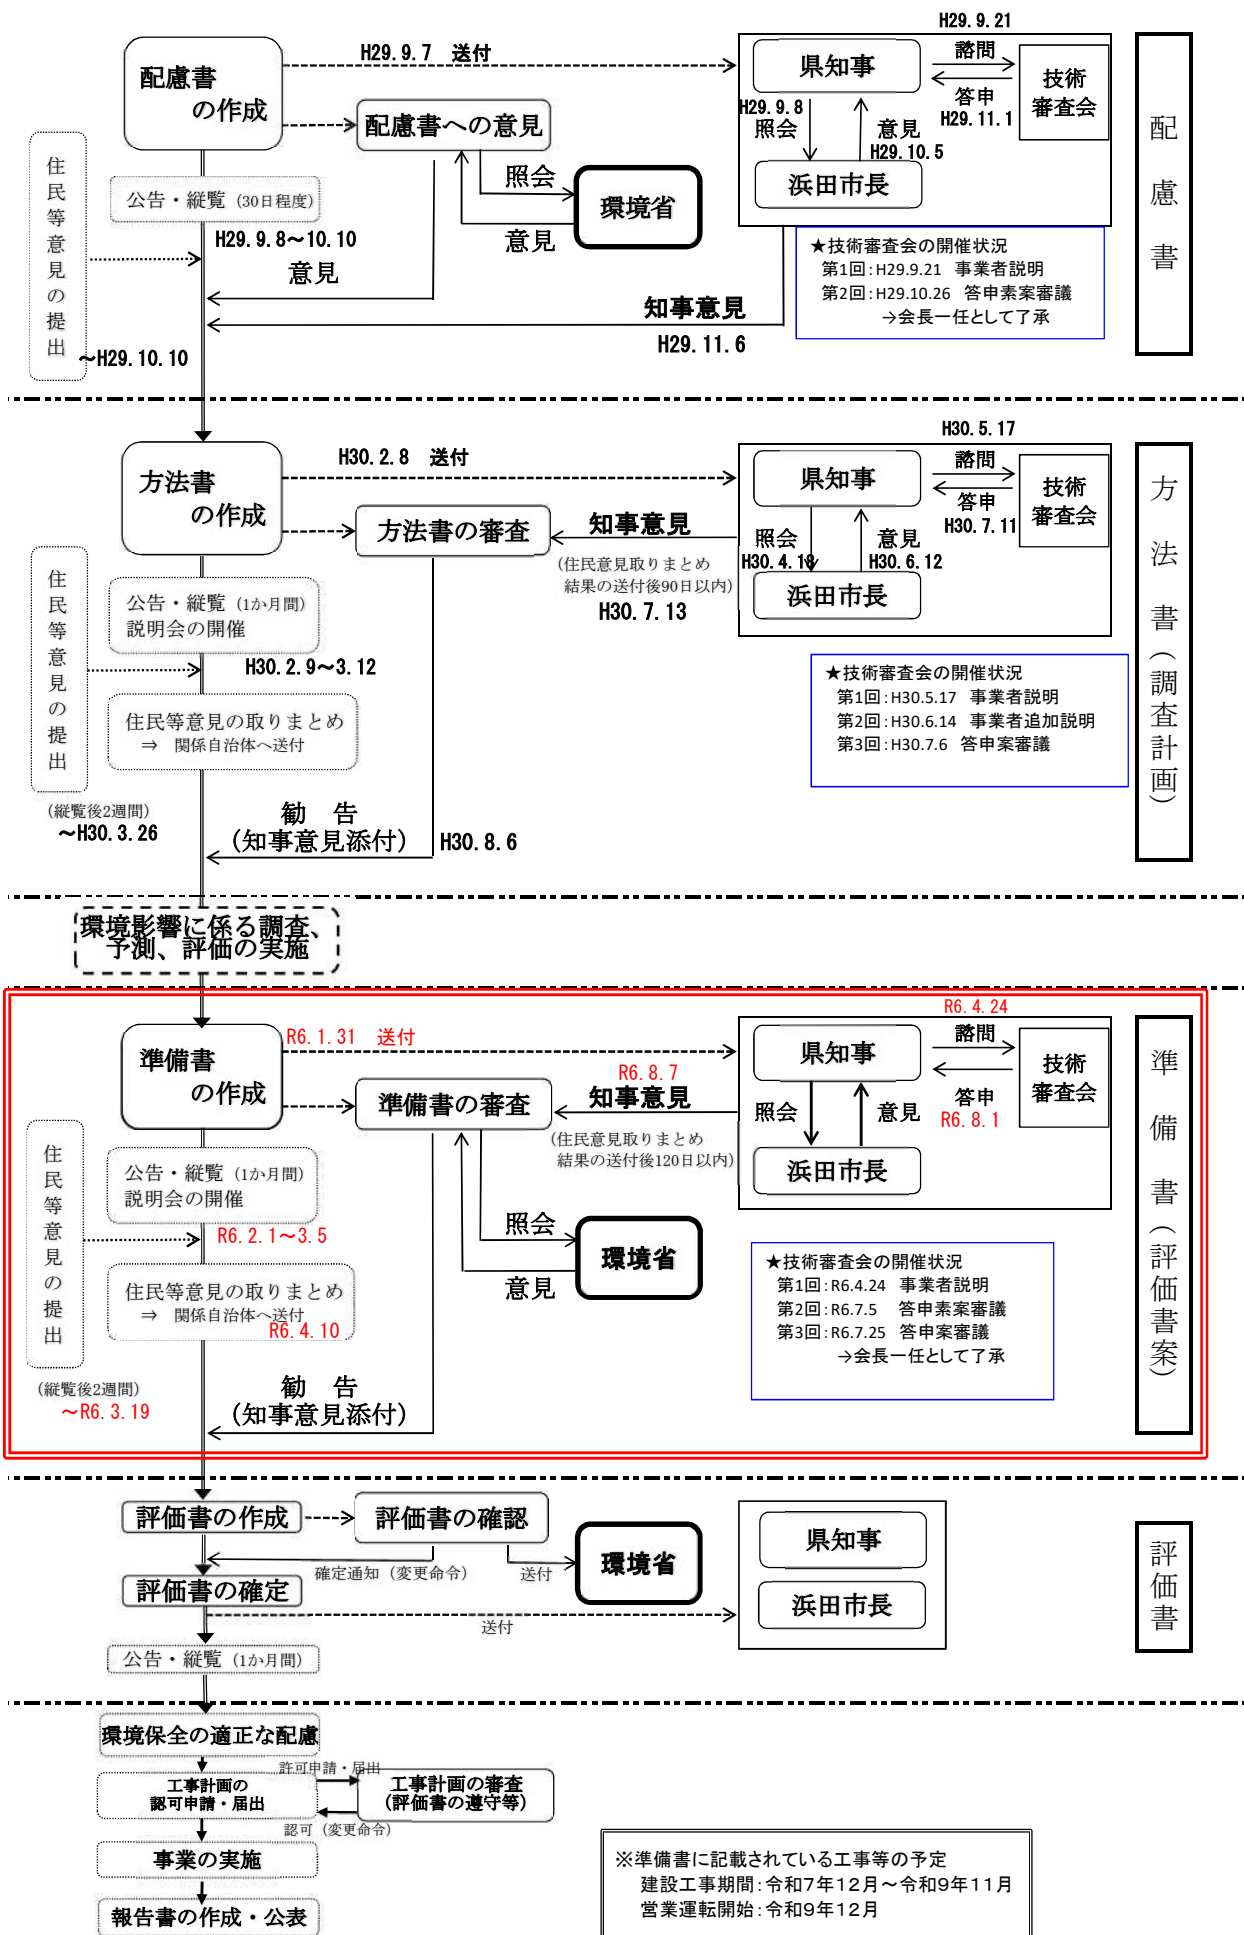 H29.9.21
配慮書
の作成
H29.9.7 送付
県知事
諮問
答申
H29.11.1
技術
審査会
配慮書への意見
H29.9.8
照会
意見
H29.10.5
浜田市長
住民等意見の提出
公告・縦覧 (30日程度)
照会
環境省
意見
H29.9.8～10.10
意見
★技術審査会の開催状況
第1回：H29.9.21 事業者説明
第2回：H29.10.26 答申素案審議
→会長一任として了承
知事意見
H29.11.6
～H29.10.10
配慮書
H30.5.17
方法書
の作成
H30.2.8 送付
県知事
諮問
答申
H30.7.11
技術
審査会
方法書の審査
知事意見
(住民意見取りまとめ
結果の送付後90日以内)
H30.7.13
照会
H30.4.18
意見
H30.6.12
浜田市長
住民等意見の提出
公告・縦覧 (1か月間)
説明会の開催
H30.2.9～3.12
住民等意見の取りまとめ
⇒ 関係自治体へ送付
★技術審査会の開催状況
第1回：H30.5.17 事業者説明
第2回：H30.6.14 事業者追加説明
第3回：H30.7.6 答申案審議
(縦覧後2週間)
～H30.3.26
勧 告
(知事意見添付)
H30.8.6
方法書(調査計画)
環境影響に係る調査、
予測、評価の実施
R6.4.24
準備書
の作成
R6.1.31 送付
県知事
諮問
答申
R6.8.1
技術
審査会
準備書の審査
R6.8.7
知事意見
(住民意見取りまとめ
結果の送付後120日以内)
照会
意見
浜田市長
住民等意見の提出
公告・縦覧 (1か月間)
説明会の開催
R6.2.1～3.5
住民等意見の取りまとめ
⇒ 関係自治体へ送付
R6.4.10
照会
環境省
意見
★技術審査会の開催状況
第1回：R6.4.24 事業者説明
第2回：R6.7.5 答申素案審議
第3回：R6.7.25 答申案審議
→会長一任として了承
(縦覧後2週間)
～R6.3.19
勧 告
(知事意見添付)
準備書(評価書案)
評価書の作成
評価書の確認
環境省
県知事
浜田市長
確定通知 (変更命令)
送付
評価書の確定
送付
公告・縦覧 (1か月間)
評価書
環境保全の適正な配慮
工事計画の
認可申請・届出
許可申請・届出
工事計画の審査
(評価書の遵守等)
認可 (変更命令)
事業の実施
報告書の作成・公表
※準備書に記載されている工事等の予定
建設工事期間：令和7年12月～令和9年11月
営業運転開始：令和9年12月